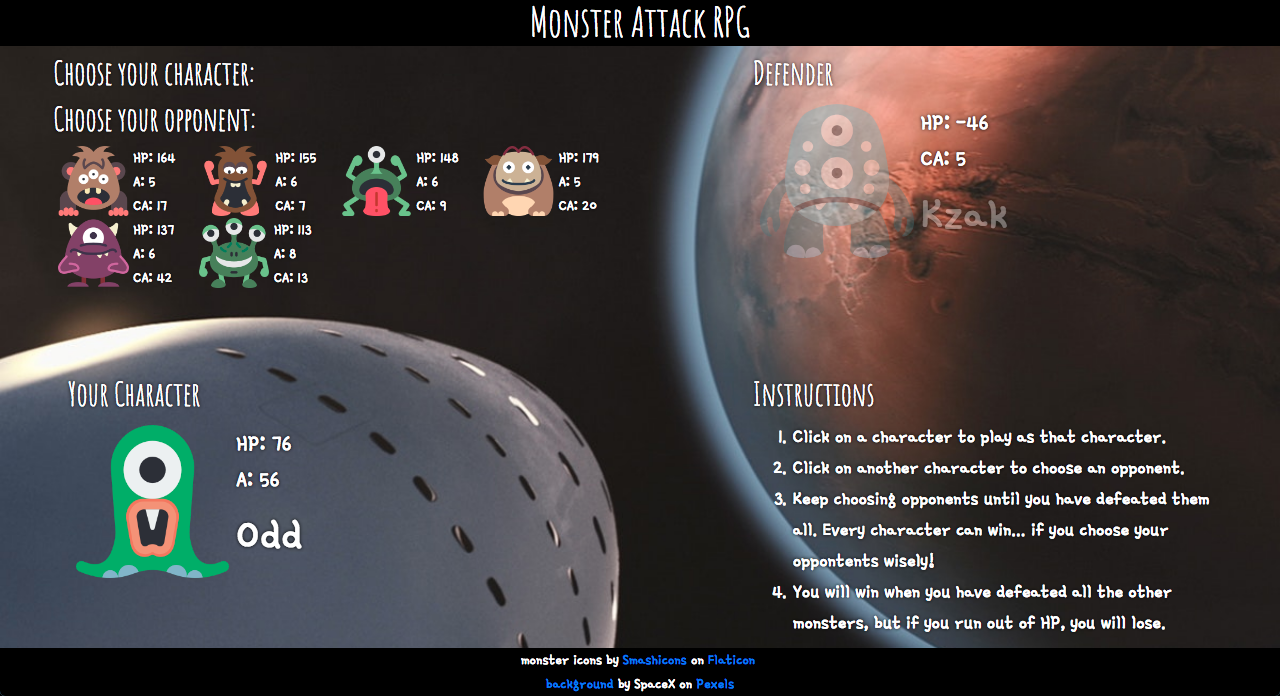 Monster Attack RPG
Choose your character:
Choose your opponent:
HP: 164
A: 5
CA: 17
HP: 155
A: 6
CA: 7
HP: 148
A: 6
CA: 9
HP: 179
A: 5
CA: 20
HP: 137
A: 6
CA: 42
HP: 113
A: 8
CA: 13
Defender
HP: -46
CA: 5
Kzak
Your Character
HP: 76
A: 56
Odd
Instructions
1. Click on a character to play as that character.
2. Click on another character to choose an opponent.
3. Keep choosing opponents until you have defeated them
all. Every character can win... if you choose your
oppontents wisely!
4. You will win when you have defeated all the other
monsters, but if you run out of HP, you will lose.
monster icons by Smashicons on Flaticon
background by SpaceX on Pexels